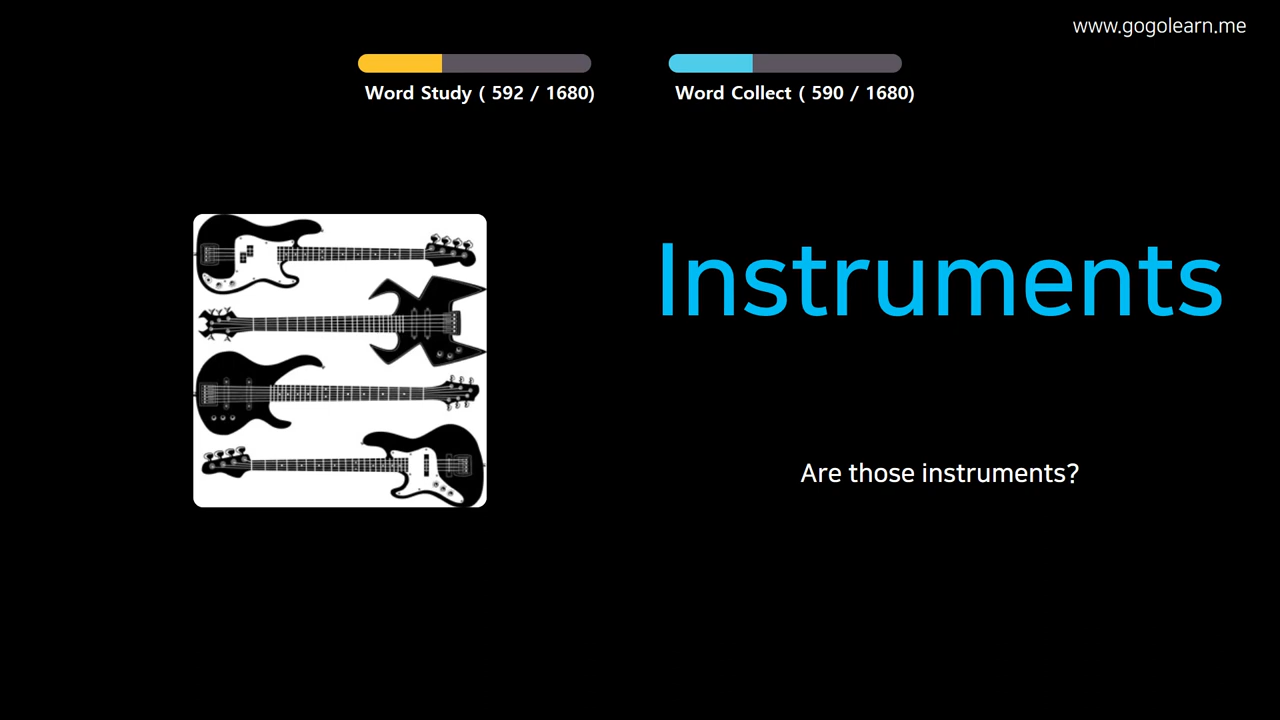 www.gogolearn.me
Word Study ( 592 / 1680)
Word Collect ( 590 / 1680)
Instruments
Are those instruments?